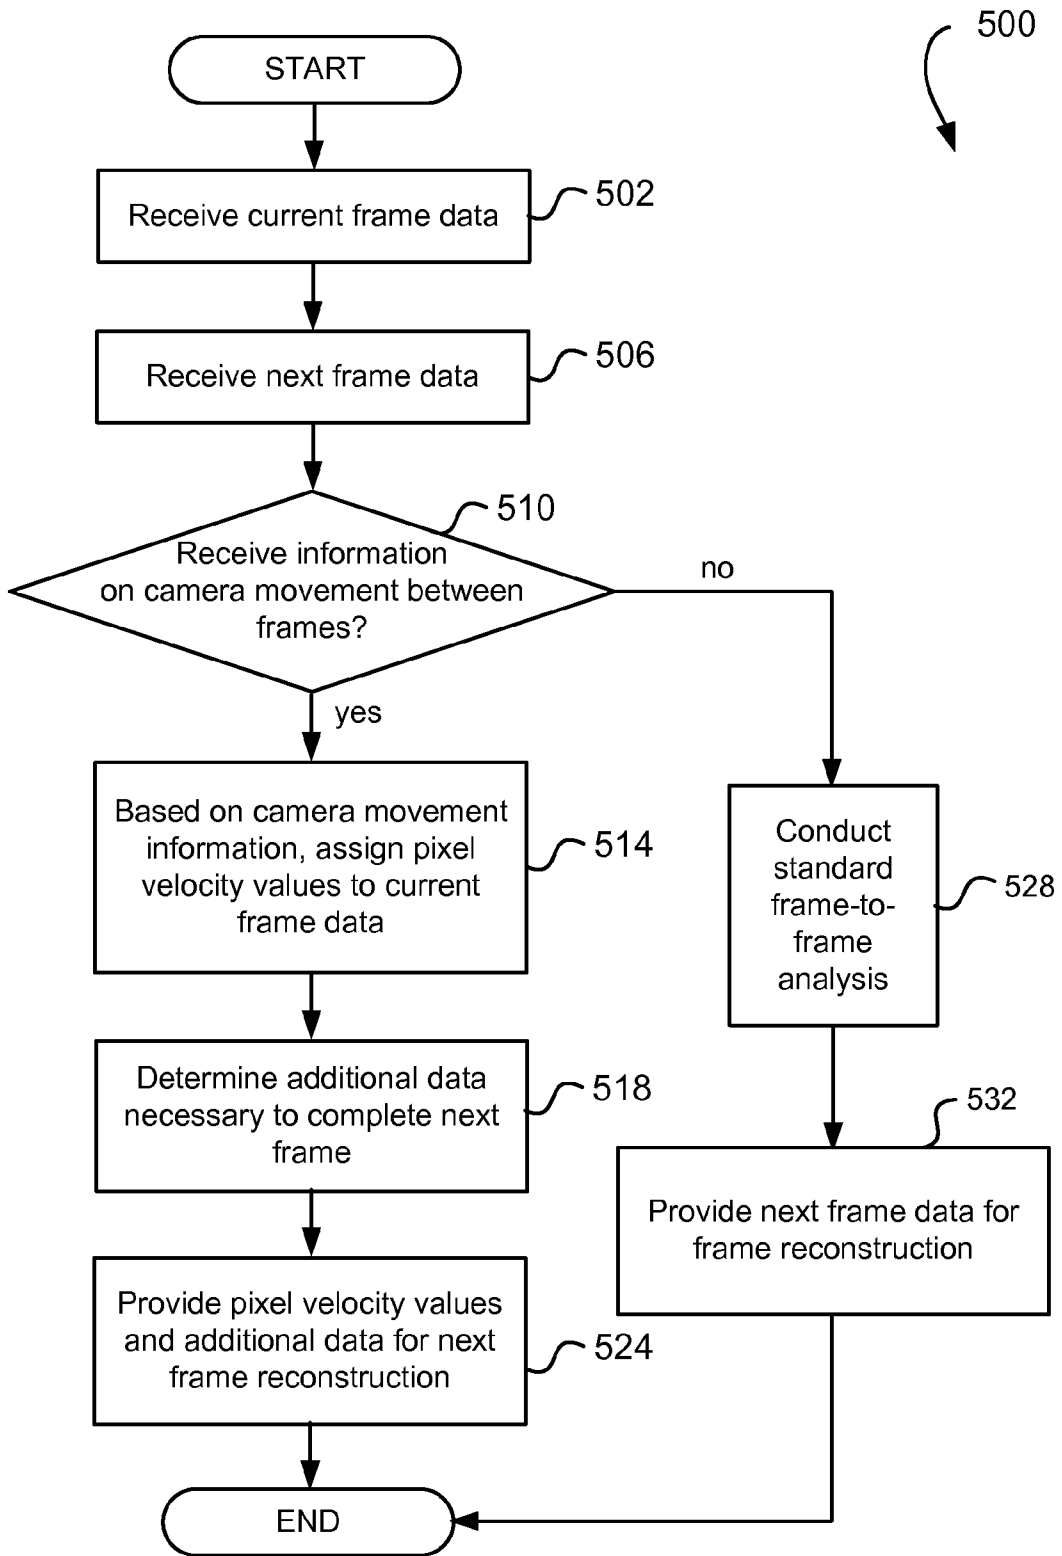 500
START
Receive current frame data
502
Receive next frame data
506
510
Receive information
on camera movement between
frames?
no
yes
Based on camera movement
information, assign pixel
velocity values to current
frame data
514
Conduct
standard
frame-to-
frame
analysis
528
Determine additional data
necessary to complete next
frame
518
532
Provide next frame data for
frame reconstruction
Provide pixel velocity values
and additional data for next
frame reconstruction
524
END